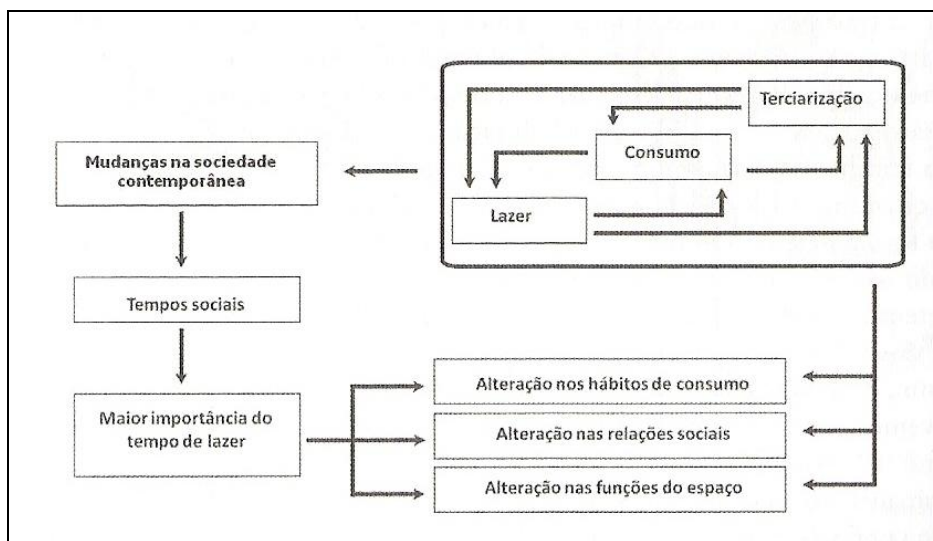 Terciarização
Consumo
Mudanças na sociedade
contemporânea
Lazer
Tempos sociais
Alteração nos hábitos de consumo
Maior importância do
tempo de lazer
Alteração nas relações sociais
Alteração nas funções do espaço